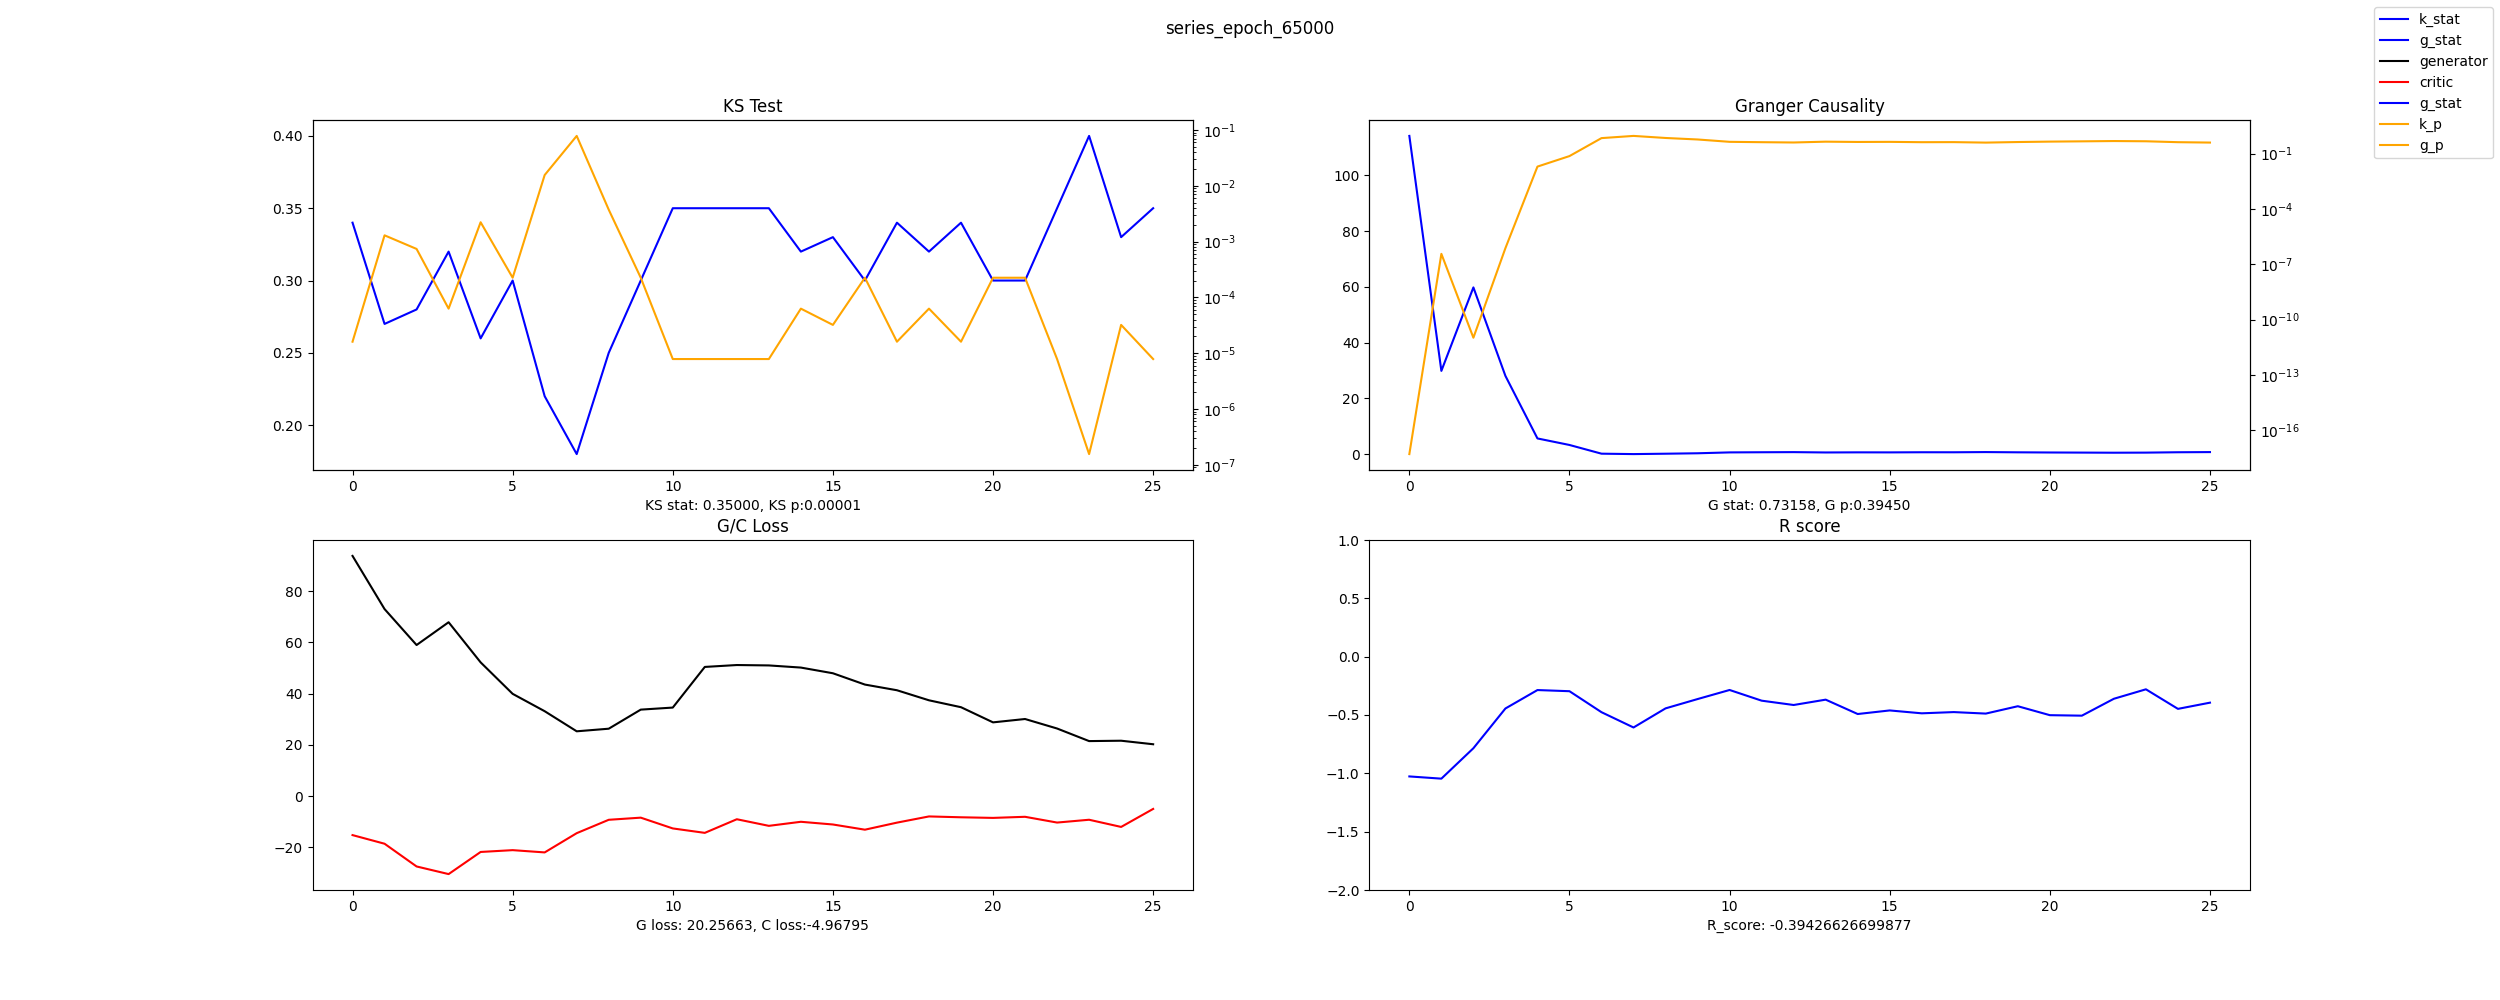 series_epoch_65000
k_stat
g_stat
generator
critic
g_stat
k_p
g_p
KS Test
0.40
0.35
0.30
0.25
0.20
10⁻¹
10⁻²
10⁻³
10⁻⁴
10⁻⁵
10⁻⁶
10⁻⁷
0 5 10 15 20 25
KS stat: 0.35000, KS p:0.00001
Granger Causality
100
80
60
40
20
0
10⁻¹
10⁻⁴
10⁻⁷
10⁻¹⁰
10⁻¹³
10⁻¹⁶
0 5 10 15 20 25
G stat: 0.73158, G p:0.39450
G/C Loss
80
60
40
20
0
−20
0 5 10 15 20 25
G loss: 20.25663, C loss:-4.96795
R score
1.0
0.5
0.0
−0.5
−1.0
−1.5
−2.0
0 5 10 15 20 25
R_score: -0.39426626699877